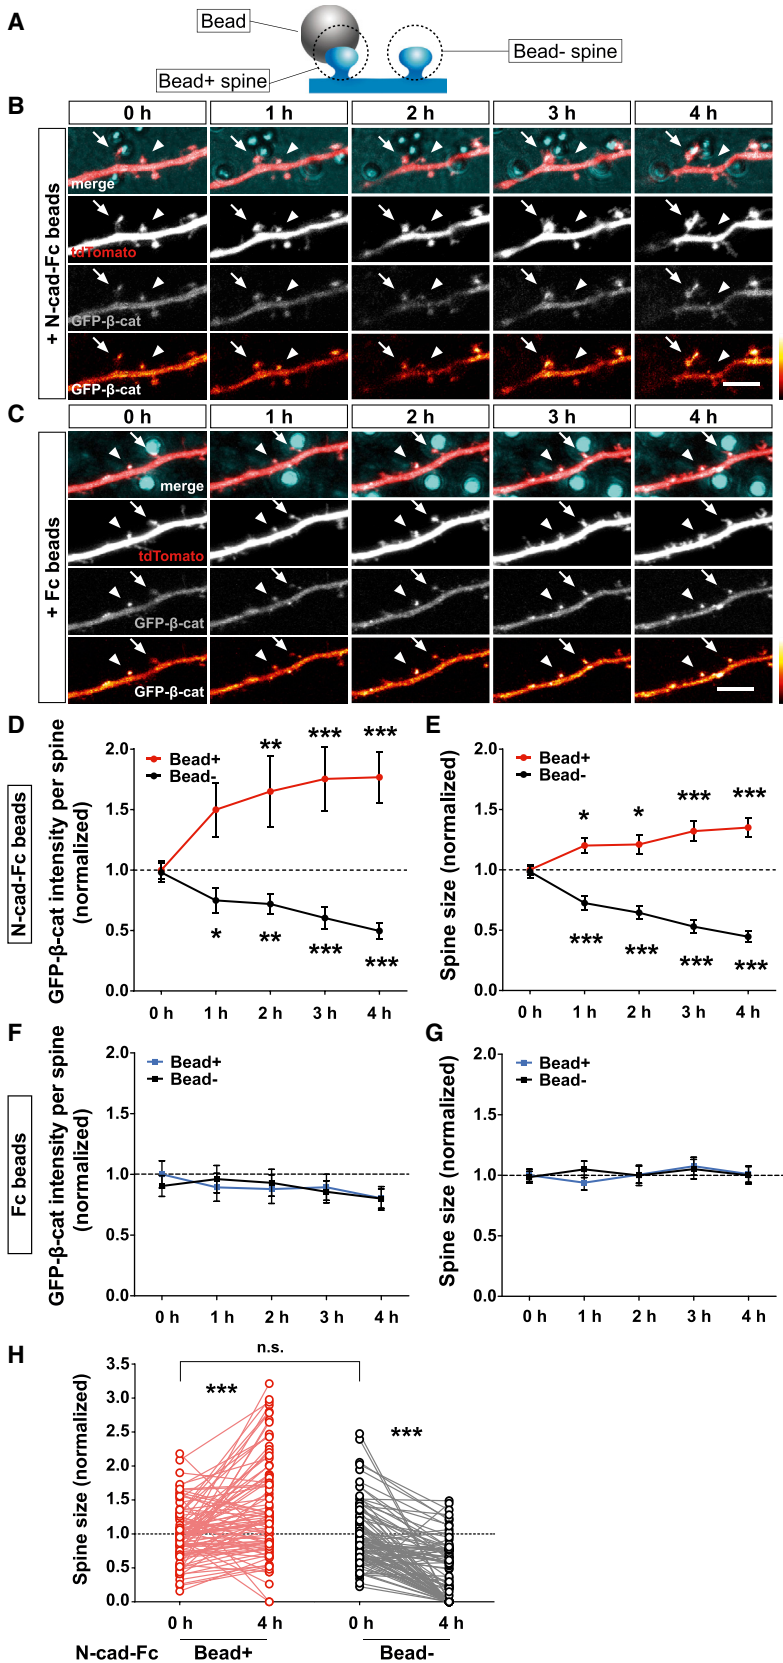 A
Bead
Bead- spine
Bead+ spine
B
0 h 1 h 2 h 3 h 4 h
+ N-cad-Fc beads
merge
tdTomato
GFP-β-cat
GFP-β-cat
C
0 h 1 h 2 h 3 h 4 h
+ Fc beads
merge
tdTomato
GFP-β-cat
GFP-β-cat
D
N-cad-Fc beads
GFP-β-cat intensity per spine
(normalized)
2.0
1.5
1.0
0.5
0.0
Bead+
Bead-
** *** ***
* ** *** ***
0 h 1 h 2 h 3 h 4 h
E
Spine size (normalized)
2.0
1.5
1.0
0.5
0.0
Bead+
Bead-
* * *** ***
*** *** *** ***
0 h 1 h 2 h 3 h 4 h
F
Fc beads
GFP-β-cat intensity per spine
(normalized)
2.0
1.5
1.0
0.5
0.0
Bead+
Bead-
0 h 1 h 2 h 3 h 4 h
G
Spine size (normalized)
2.0
1.5
1.0
0.5
0.0
Bead+
Bead-
0 h 1 h 2 h 3 h 4 h
H
Spine size (normalized)
3.5
3.0
2.5
2.0
1.5
1.0
0.5
0.0
n.s.
*** ***
0 h 4 h 0 h 4 h
N-cad-Fc Bead+ Bead-